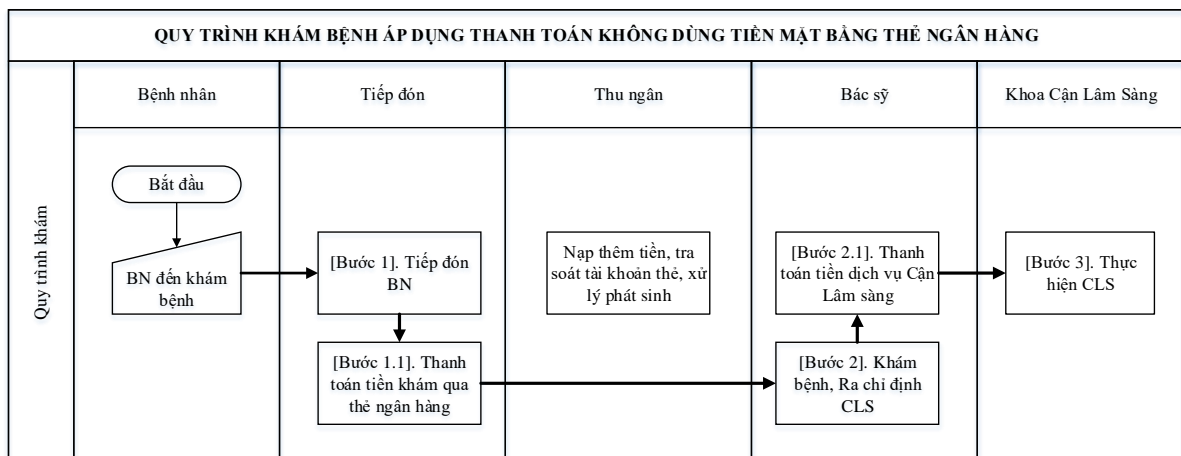 QUY TRÌNH KHÁM BỆNH ÁP DỤNG THANH TOÁN KHÔNG DÙNG TIỀN MẶT BẰNG THẺ NGÂN HÀNG
Quy trình khám
Bệnh nhân
Tiếp đón
Thu ngân
Bác sỹ
Khoa Cận Lâm Sàng
Bắt đầu
BN đến khám
bệnh
[Bước 1]. Tiếp đón
BN
[Bước 1.1]. Thanh
toán tiền khám qua
thẻ ngân hàng
Nạp thêm tiền, tra
soát tài khoản thẻ, xử
lý phát sinh
[Bước 2.1]. Thanh
toán tiền dịch vụ Cận
Lâm sàng
[Bước 2]. Khám
bệnh, Ra chỉ định
CLS
[Bước 3]. Thực
hiện CLS